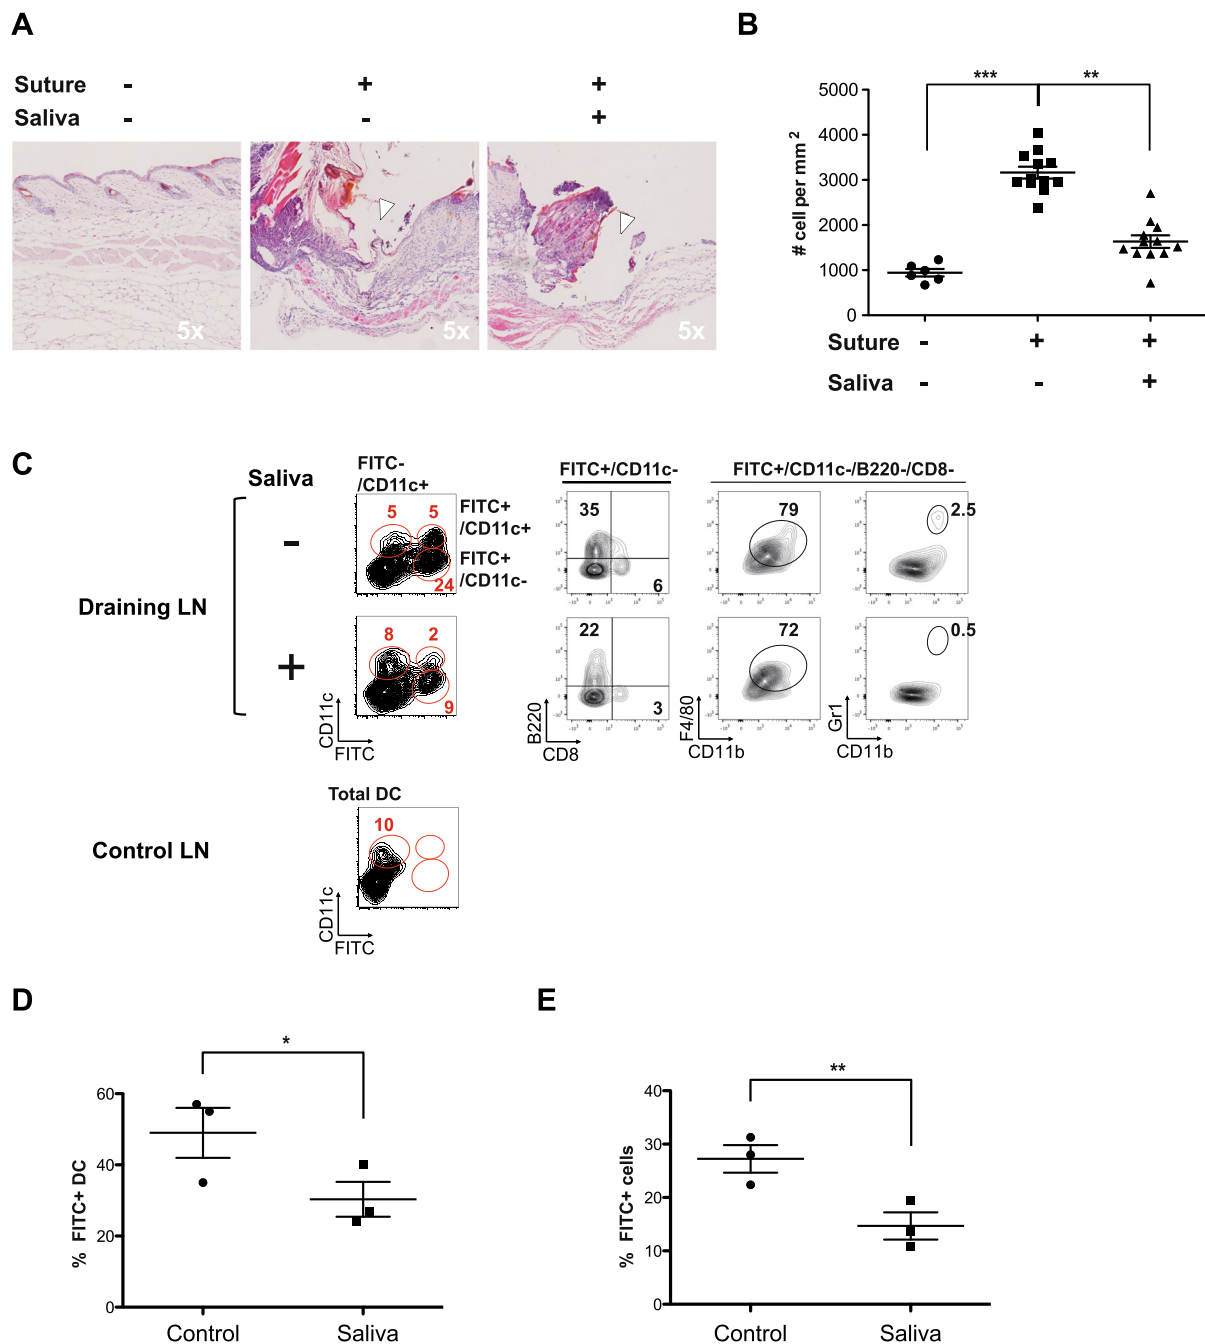 A
Suture - + +
Saliva - - +
5x 5x 5x
B
*** **
# cell per mm 2
5000
4000
3000
2000
1000
0
Suture - + +
Saliva - - +
C
Saliva
FITC-
/CD11c+
FITC+/CD11c-
FITC+/CD11c-/B220-/CD8-
Draining LN
-
5 5
24
FITC+
/CD11c+
FITC+
/CD11c-
35
6
79
2.5
+
8 2
9
22
3
72
0.5
CD11c
FITC
B220
CD8
F4/80
CD11b
Gr1
CD11b
Total DC
Control LN
10
CD11c
FITC
D
*
% FITC+ DC
60
40
20
0
Control Saliva
E
**
% FITC+ cells
40
30
20
10
0
Control Saliva